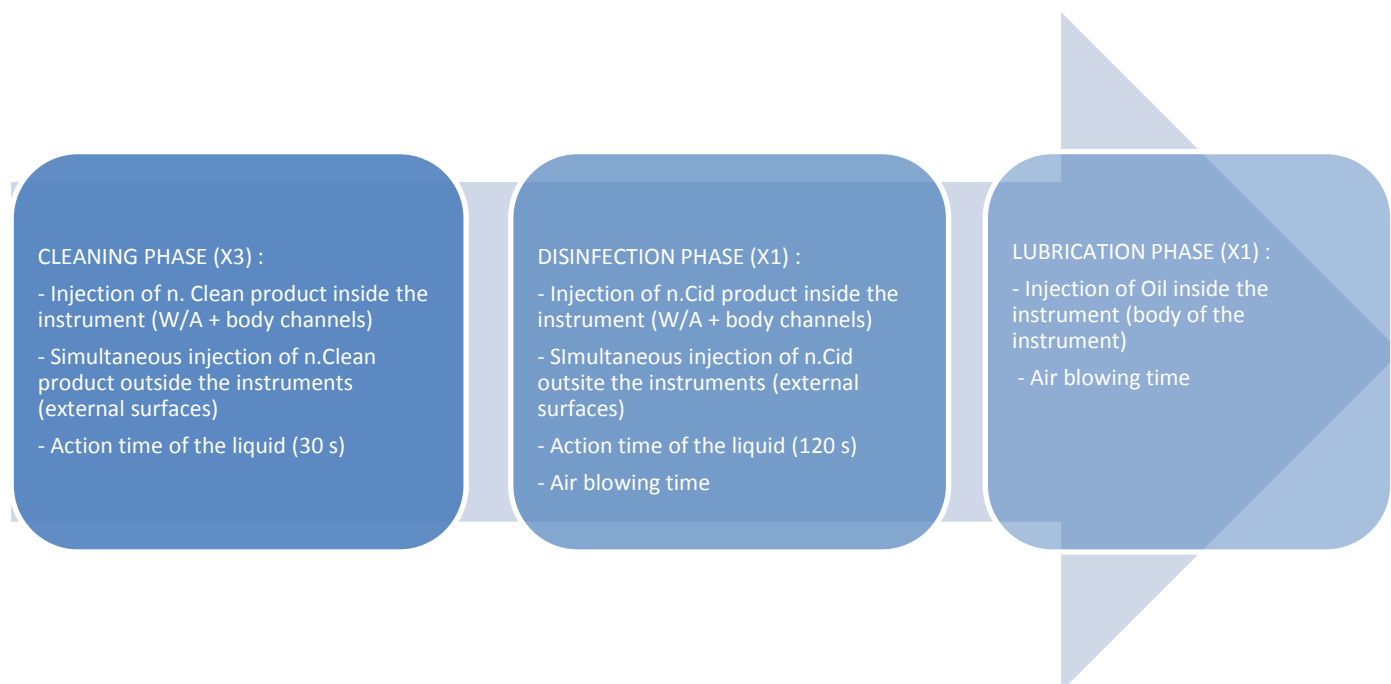 CLEANING PHASE (X3) :
- Injection of n. Clean product inside the
instrument (W/A + body channels)
- Simultaneous injection of n.Clean
product outside the instruments
(external surfaces)
- Action time of the liquid (30 s)
DISINFECTION PHASE (X1) :
- Injection of n.Cid product inside the
instrument (W/A + body channels)
- SImultaneous injection of n.Cid
outsite the instruments (external
surfaces)
- Action time of the liquid (120 s)
- Air blowing time
LUBRICATION PHASE (X1) :
- Injection of Oil inside the
instrument (body of the
instrument)
- Air blowing time